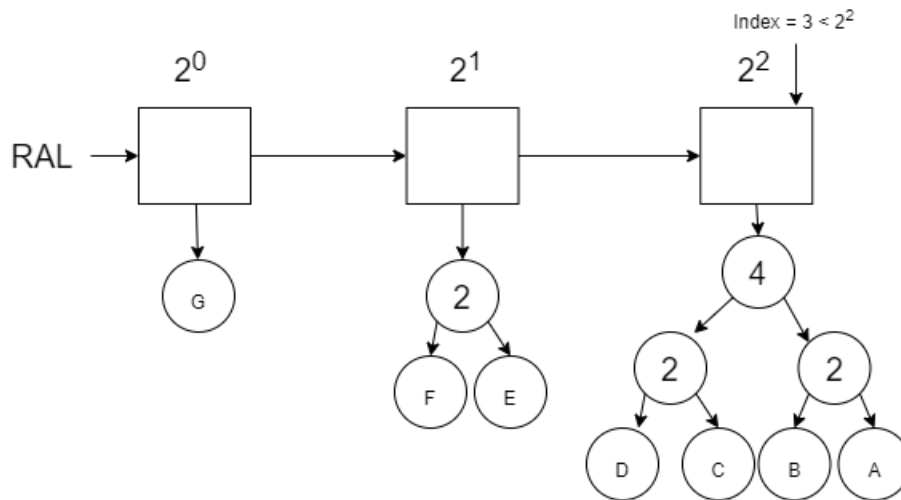 Index = 3 < 2²
2⁰ 2¹ 2²
RAL
4
G 2
2 2
F E
D C B A